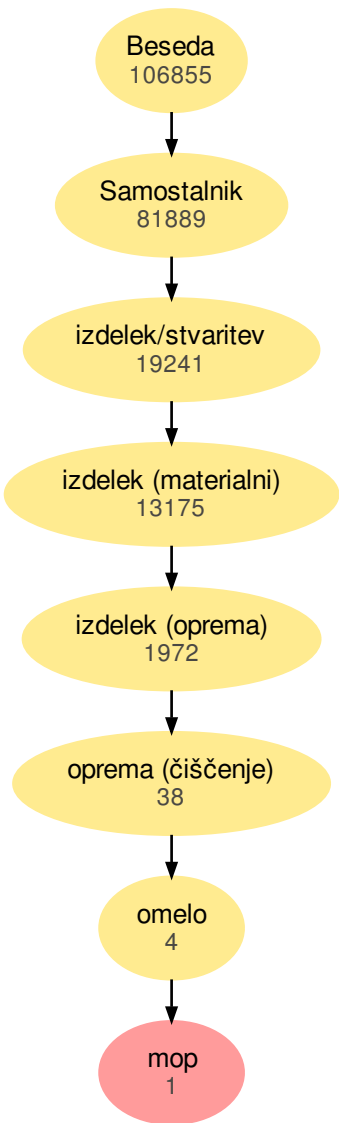 Beseda
106855
Samostalnik
81889
izdelek/stvaritev
19241
izdelek (materialni)
13175
izdelek (oprema)
1972
oprema (čiščenje)
38
omelo
4
mop
1